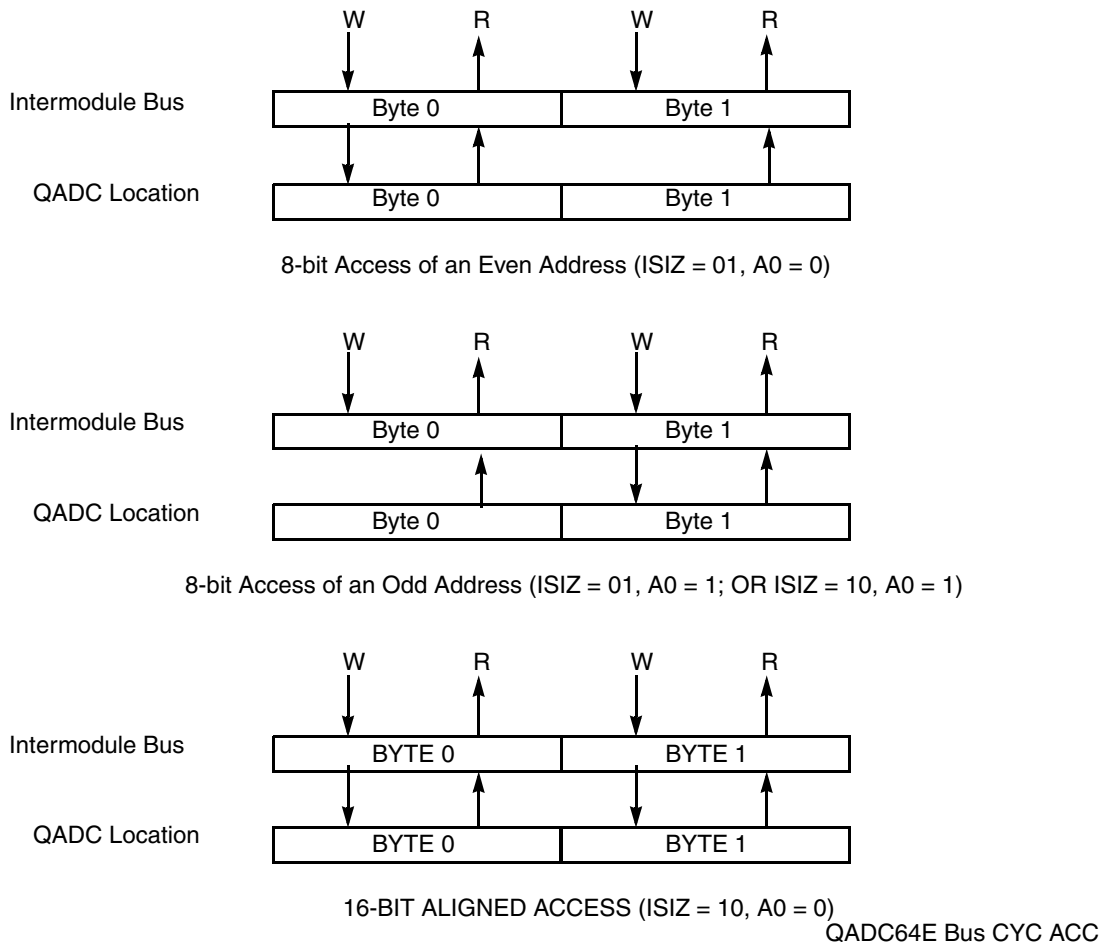 W R W R
Intermodule Bus Byte 0 Byte 1
QADC Location Byte 0 Byte 1
8-bit Access of an Even Address (ISIZ = 01, A0 = 0)
W R W R
Intermodule Bus Byte 0 Byte 1
QADC Location Byte 0 Byte 1
8-bit Access of an Odd Address (ISIZ = 01, A0 = 1; OR ISIZ = 10, A0 = 1)
W R W R
Intermodule Bus BYTE 0 BYTE 1
QADC Location BYTE 0 BYTE 1
16-BIT ALIGNED ACCESS (ISIZ = 10, A0 = 0)
QADC64E Bus CYC ACC